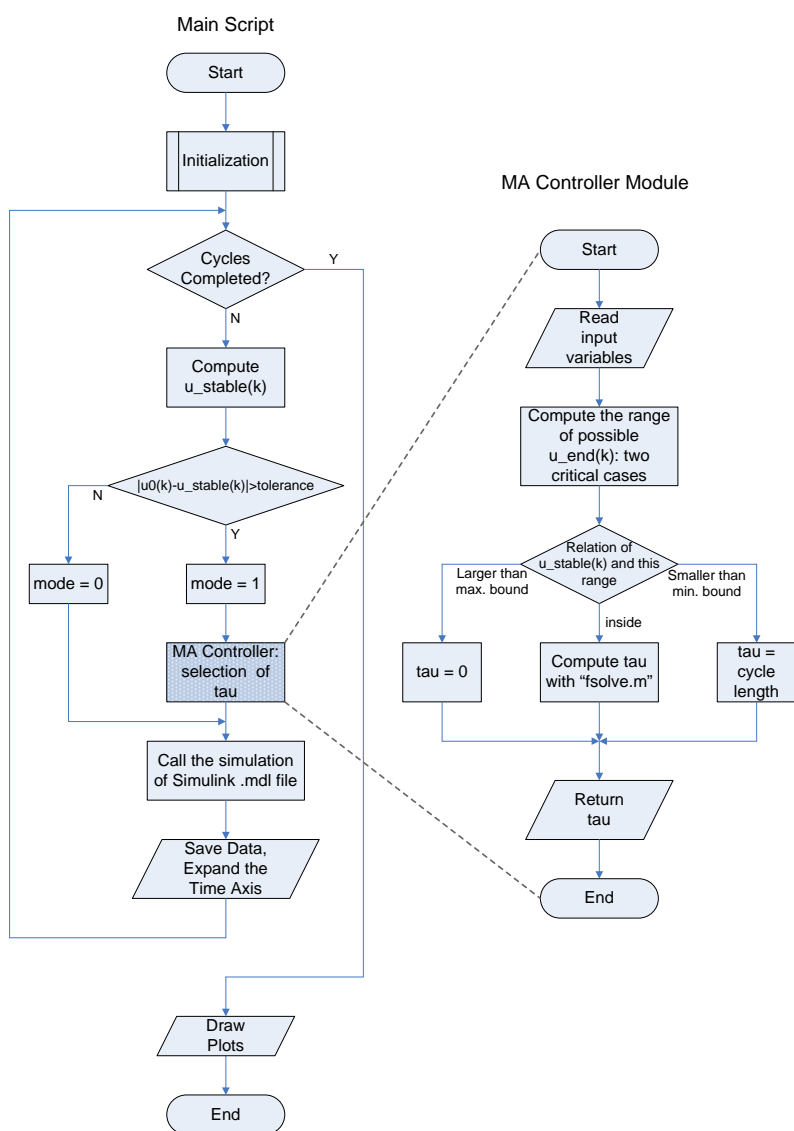 Main Script
Start
Initialization
Cycles
Completed?
Y
N
Compute
u_stable(k)
|u0(k)-u_stable(k)|>tolerance
N
Y
mode = 0
mode = 1
MA Controller:
selection of
tau
Call the simulation
of Simulink .mdl file
Save Data,
Expand the
Time Axis
Draw
Plots
End
MA Controller Module
Start
Read
input
variables
Compute the range
of possible
u_end(k): two
critical cases
Relation of
u_stable(k) and this
range
Larger than
max. bound
Smaller than
min. bound
inside
tau = 0
Compute tau
with “fsolve.m”
tau =
cycle
length
Return
tau
End